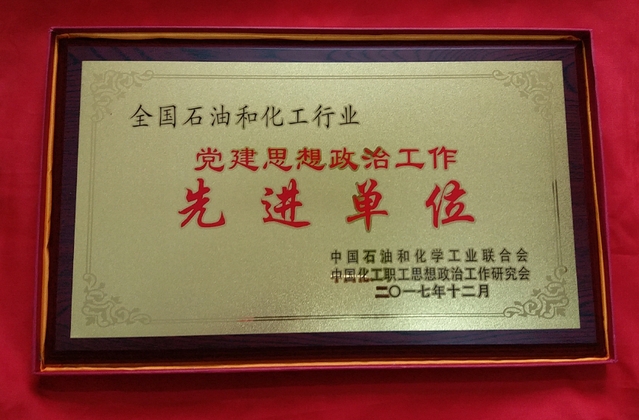 全国石油和化工行业
党建思想政治工作
先进单位
中国石油和化学工业联合会
中国化工职工思想政治工作研究会
二〇一七年十二月